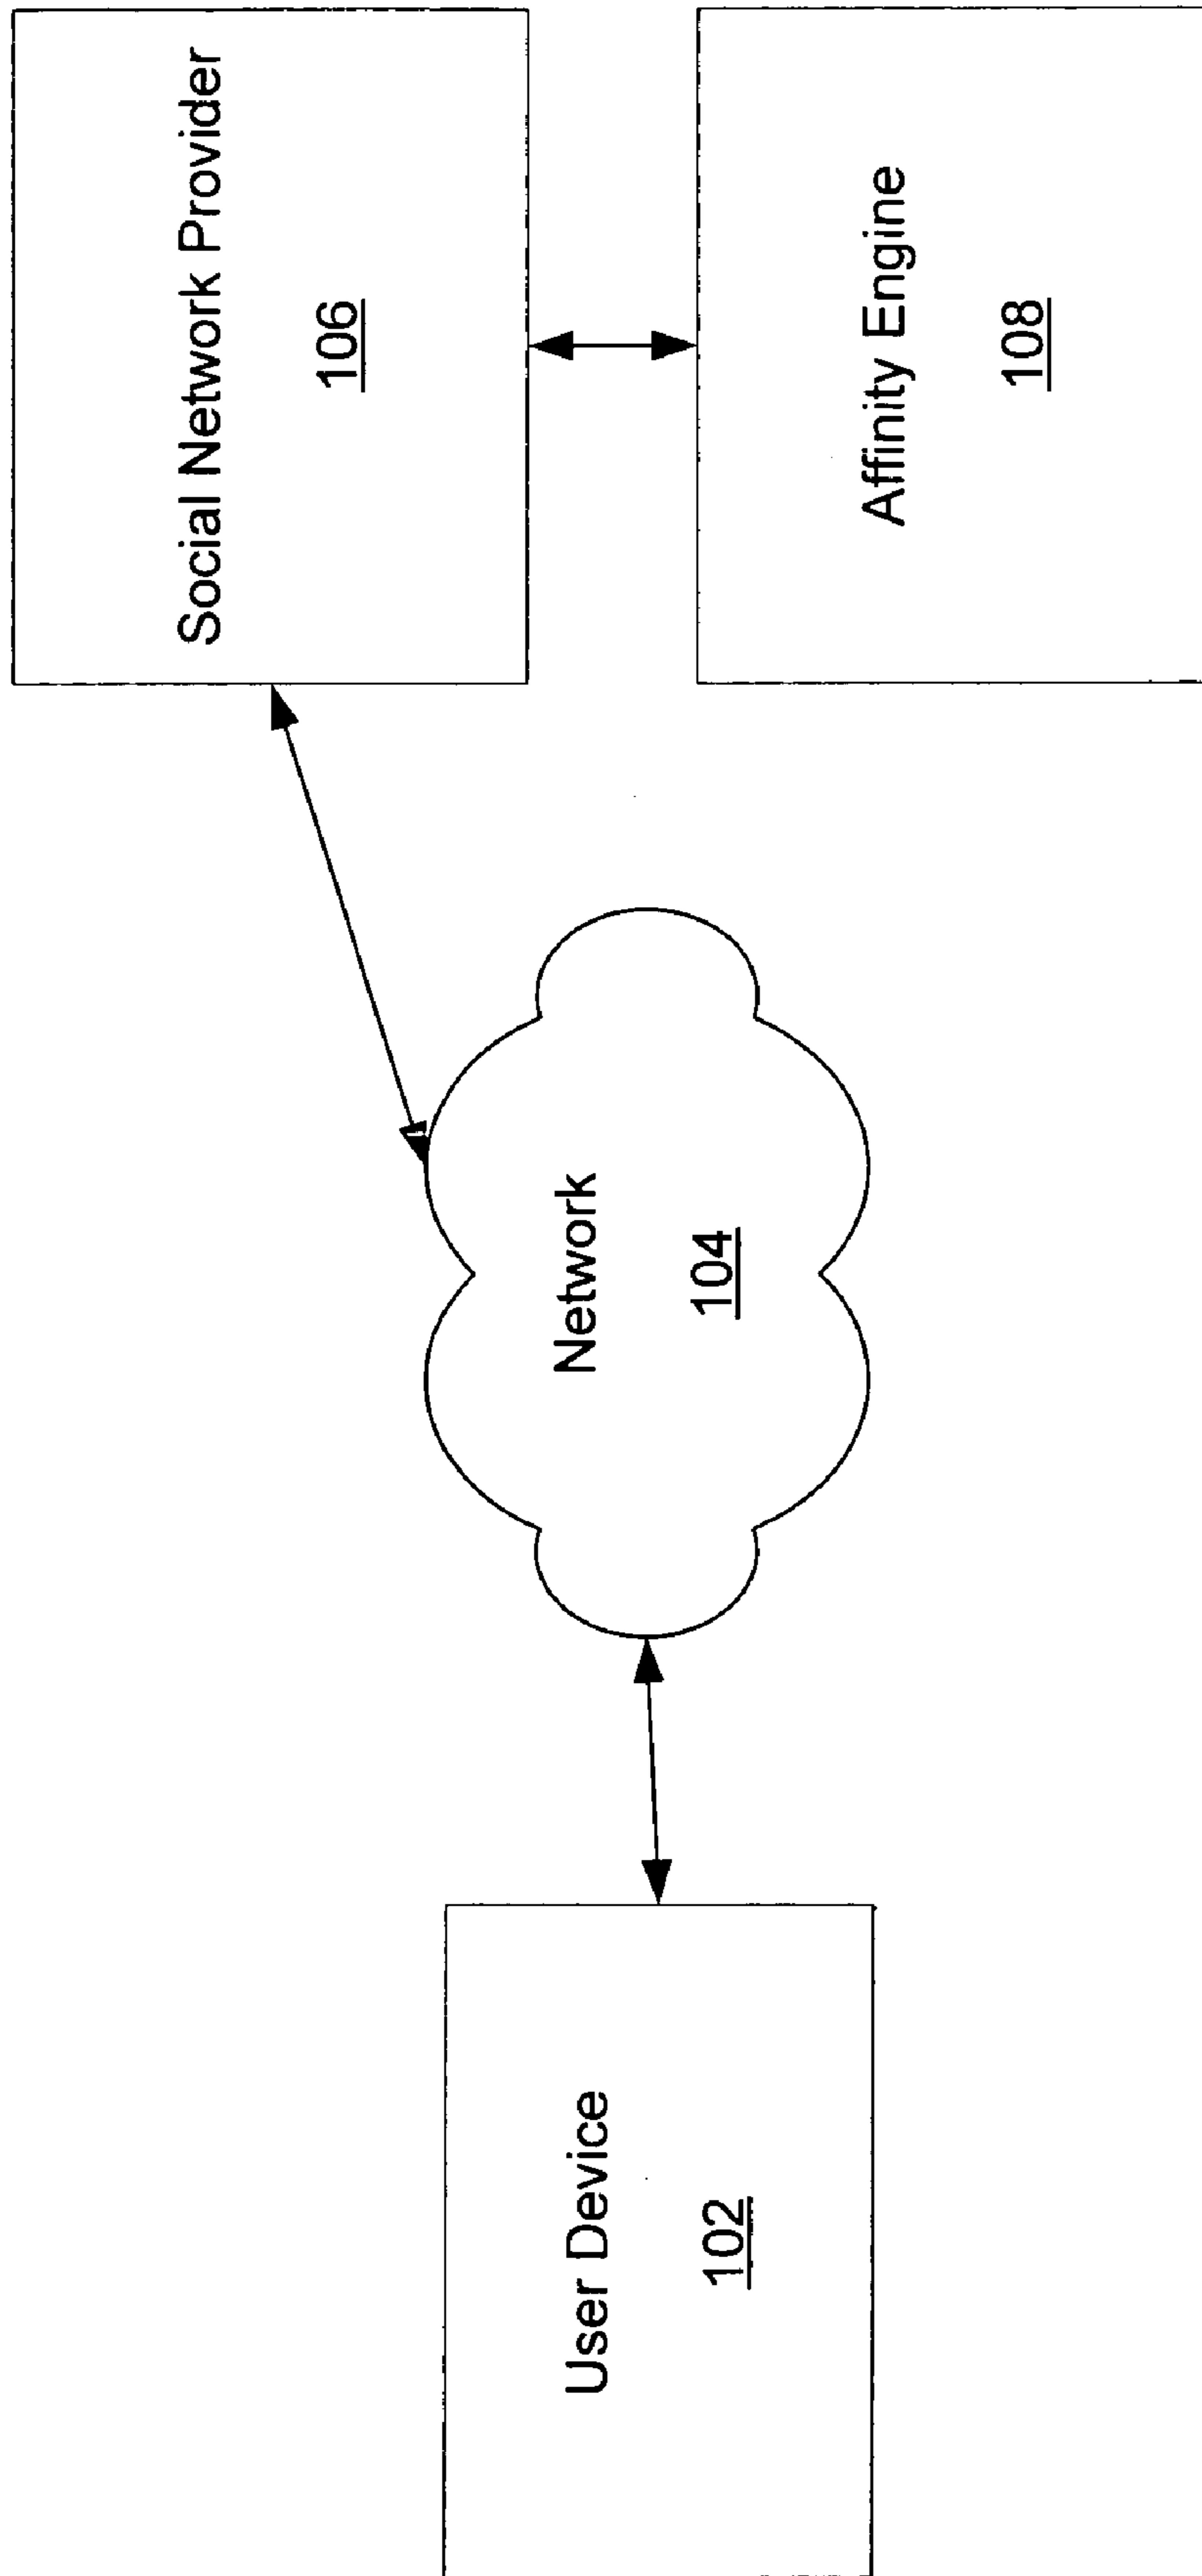 User Device
102
Network
104
Social Network Provider
106
Affinity Engine
108